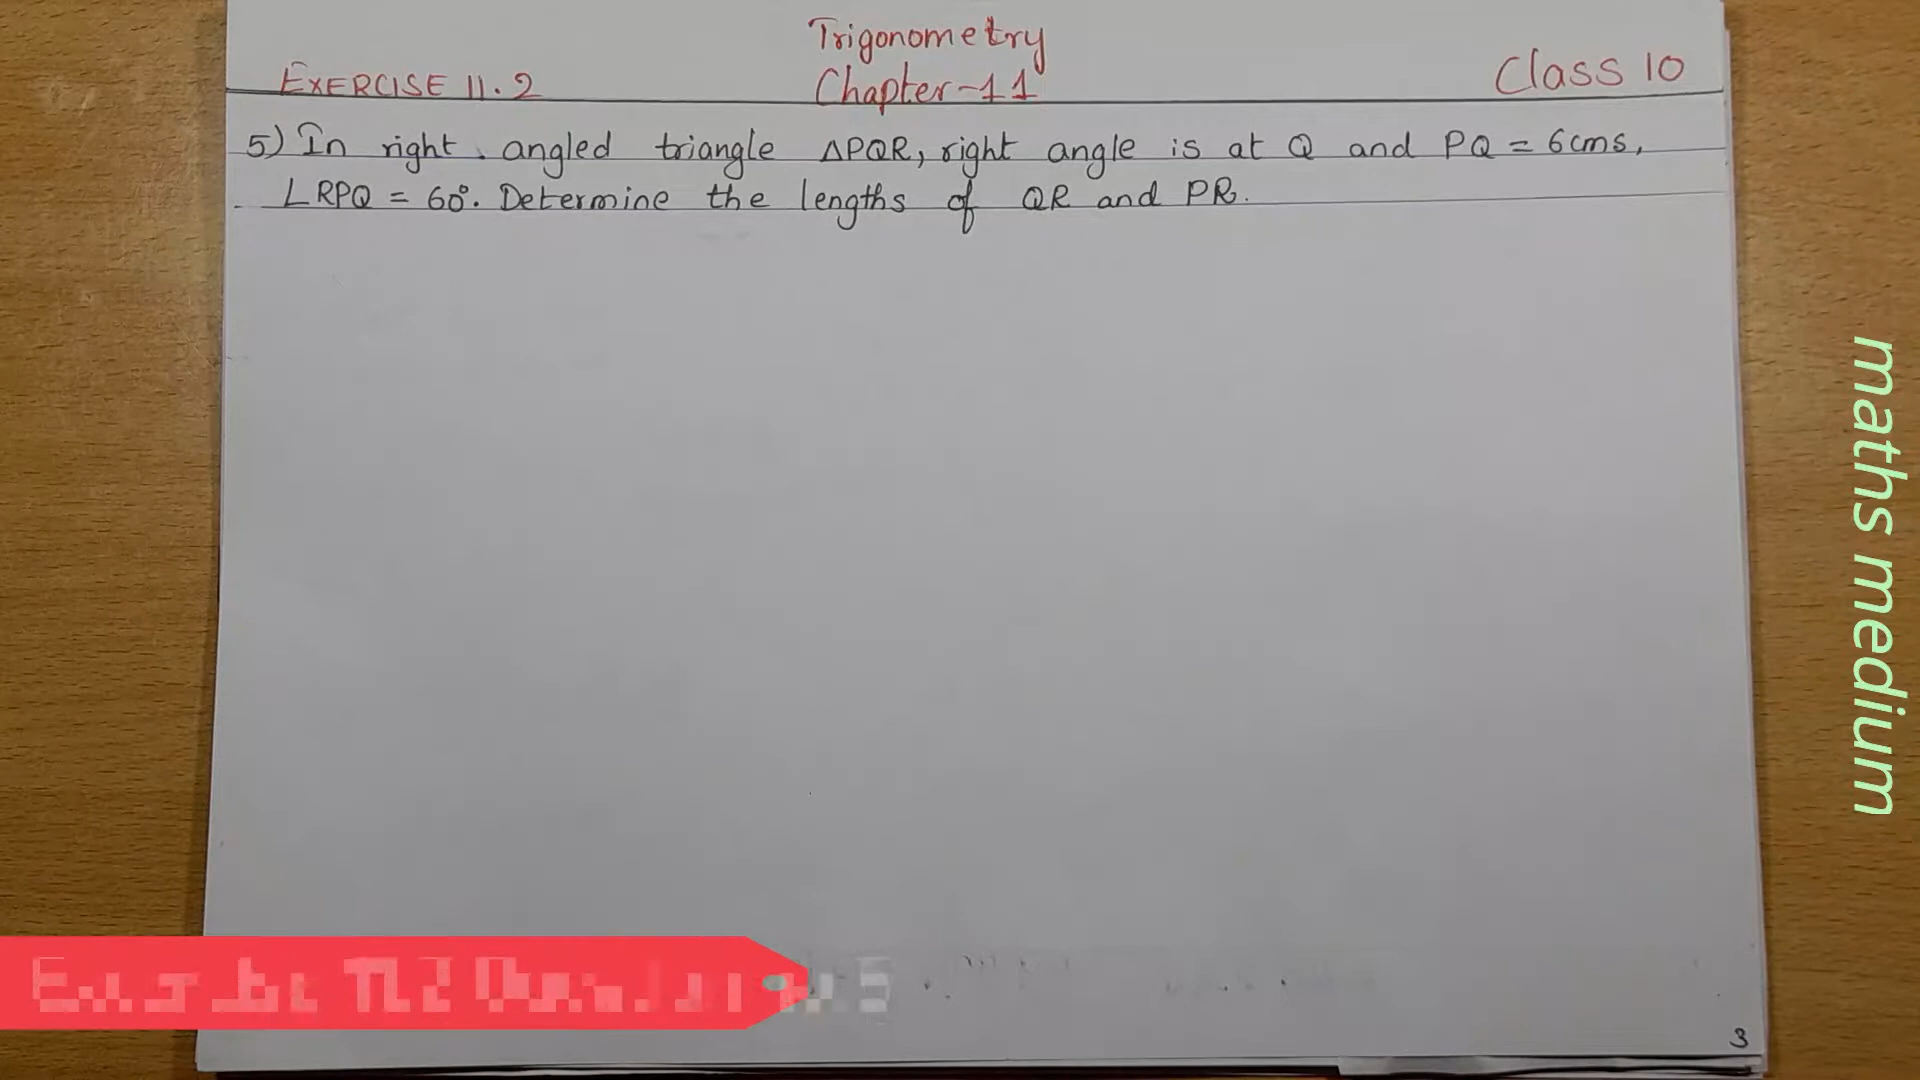 Trigonometry
EXERCISE 11.2 Chapter-11 Class 10
5) In right angled triangle ΔPQR, right angle is at Q and PQ = 6cms,
∠RPQ = 60°. Determine the lengths of QR and PR.
maths medium
3